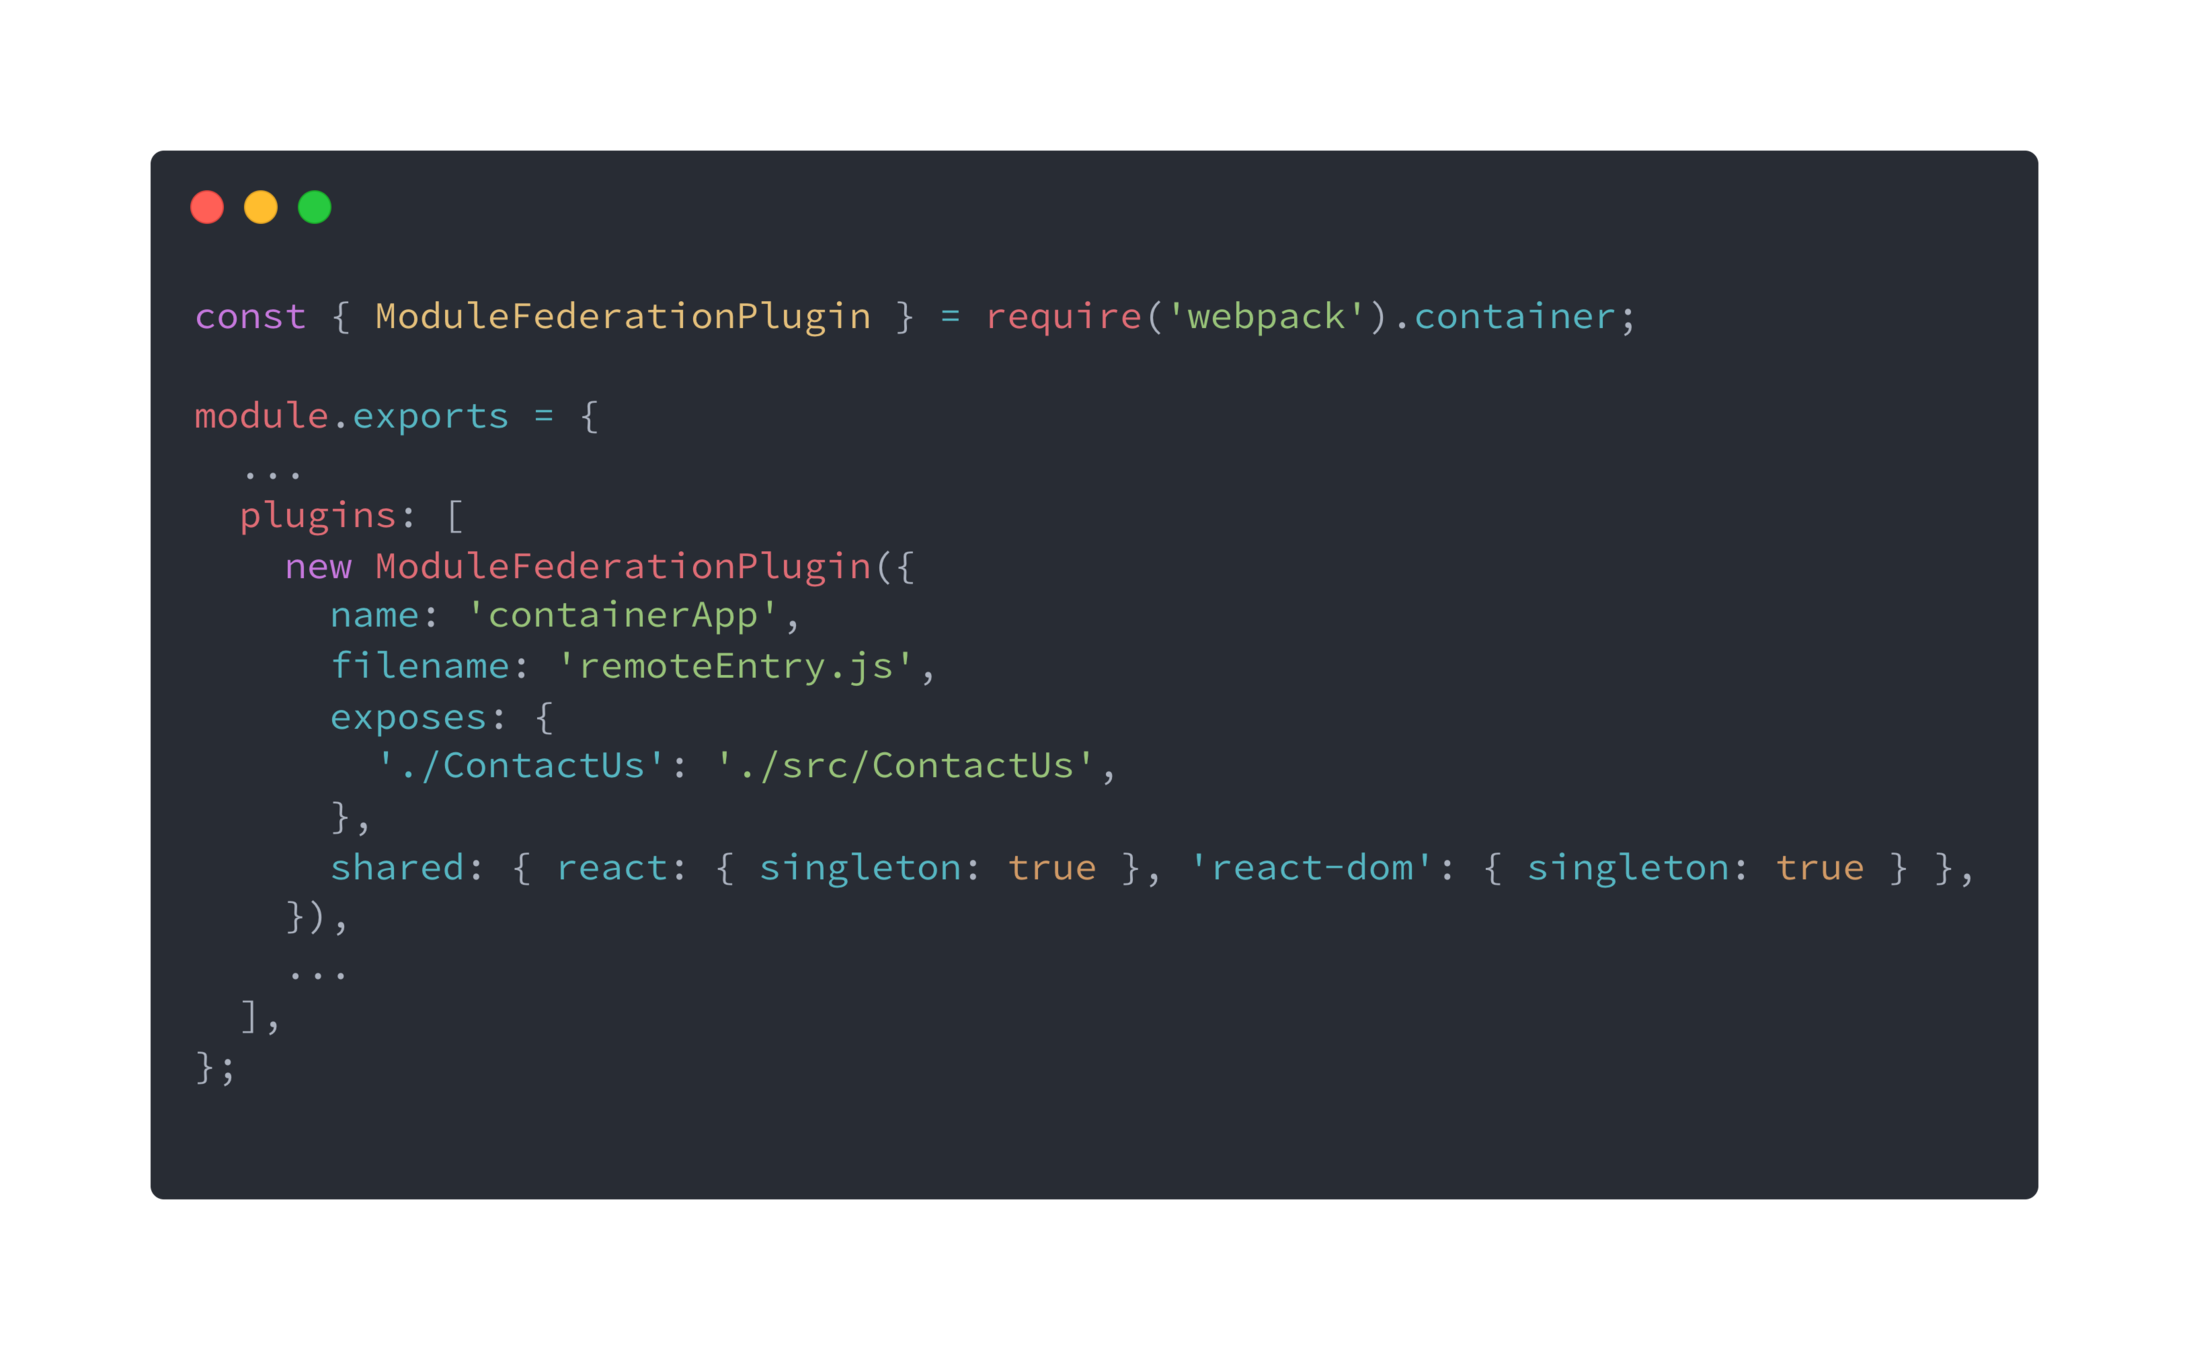 const { ModuleFederationPlugin } = require('webpack').container;

module.exports = {
  ...
  plugins: [
    new ModuleFederationPlugin({
      name: 'containerApp',
      filename: 'remoteEntry.js',
      exposes: {
        './ContactUs': './src/ContactUs',
      },
      shared: { react: { singleton: true }, 'react-dom': { singleton: true } },
    }),
    ...
  ],
};